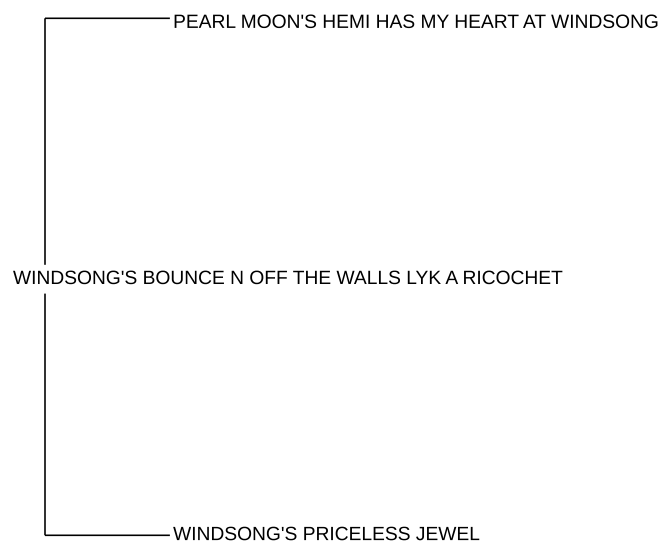 PEARL MOON'S HEMI HAS MY HEART AT WINDSONG
WINDSONG'S BOUNCE N OFF THE WALLS LYK A RICOCHET
WINDSONG'S PRICELESS JEWEL